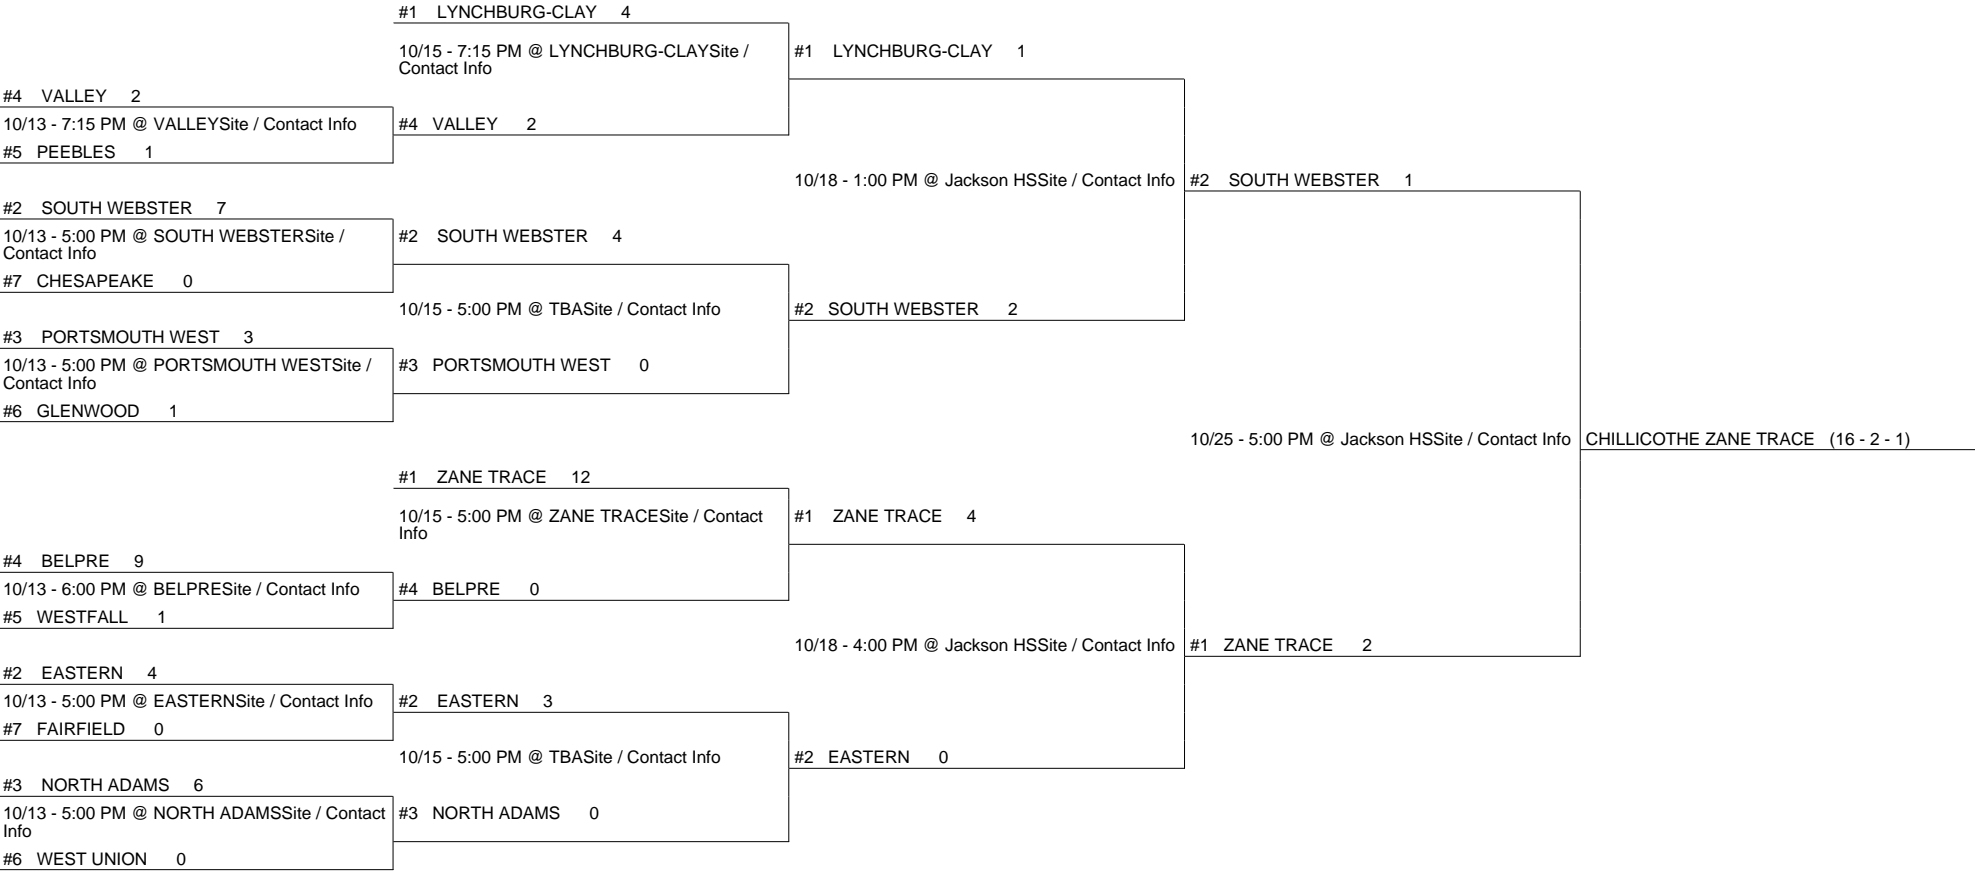 #1 LYNCHBURG-CLAY 4
10/15 - 7:15 PM @ LYNCHBURG-CLAYSite /
Contact Info
#1 LYNCHBURG-CLAY 1
#4 VALLEY 2
10/13 - 7:15 PM @ VALLEYSite / Contact Info
#5 PEEBLES 1
#4 VALLEY 2
10/18 - 1:00 PM @ Jackson HSSite / Contact Info
#2 SOUTH WEBSTER 1
#2 SOUTH WEBSTER 7
10/13 - 5:00 PM @ SOUTH WEBSTERSite /
Contact Info
#7 CHESAPEAKE 0
#2 SOUTH WEBSTER 4
10/15 - 5:00 PM @ TBASite / Contact Info
#2 SOUTH WEBSTER 2
#3 PORTSMOUTH WEST 3
10/13 - 5:00 PM @ PORTSMOUTH WESTSite /
Contact Info
#6 GLENWOOD 1
#3 PORTSMOUTH WEST 0
10/25 - 5:00 PM @ Jackson HSSite / Contact Info
CHILLICOTHE ZANE TRACE (16 - 2 - 1)
#1 ZANE TRACE 12
10/15 - 5:00 PM @ ZANE TRACESite / Contact
Info
#1 ZANE TRACE 4
#4 BELPRE 9
10/13 - 6:00 PM @ BELPRESite / Contact Info
#5 WESTFALL 1
#4 BELPRE 0
10/18 - 4:00 PM @ Jackson HSSite / Contact Info
#1 ZANE TRACE 2
#2 EASTERN 4
10/13 - 5:00 PM @ EASTERNSite / Contact Info
#7 FAIRFIELD 0
#2 EASTERN 3
10/15 - 5:00 PM @ TBASite / Contact Info
#2 EASTERN 0
#3 NORTH ADAMS 6
10/13 - 5:00 PM @ NORTH ADAMSSite / Contact
Info
#6 WEST UNION 0
#3 NORTH ADAMS 0